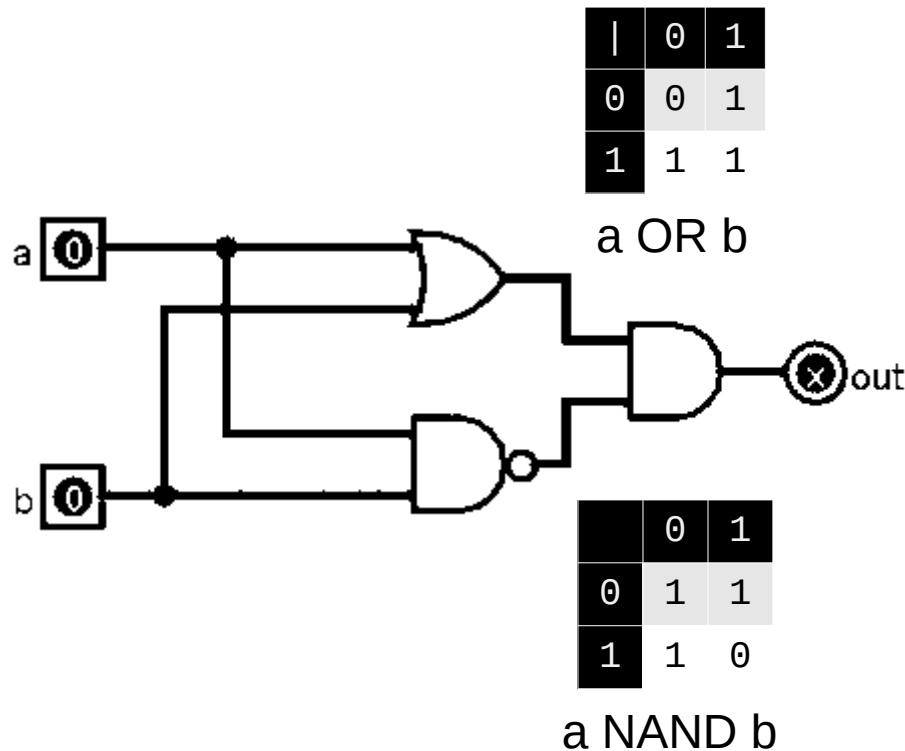 | 0 1
0 0 1
1 1 1
a OR b
a 0
x out
b 0
0 1
0 1 1
1 1 0
a NAND b